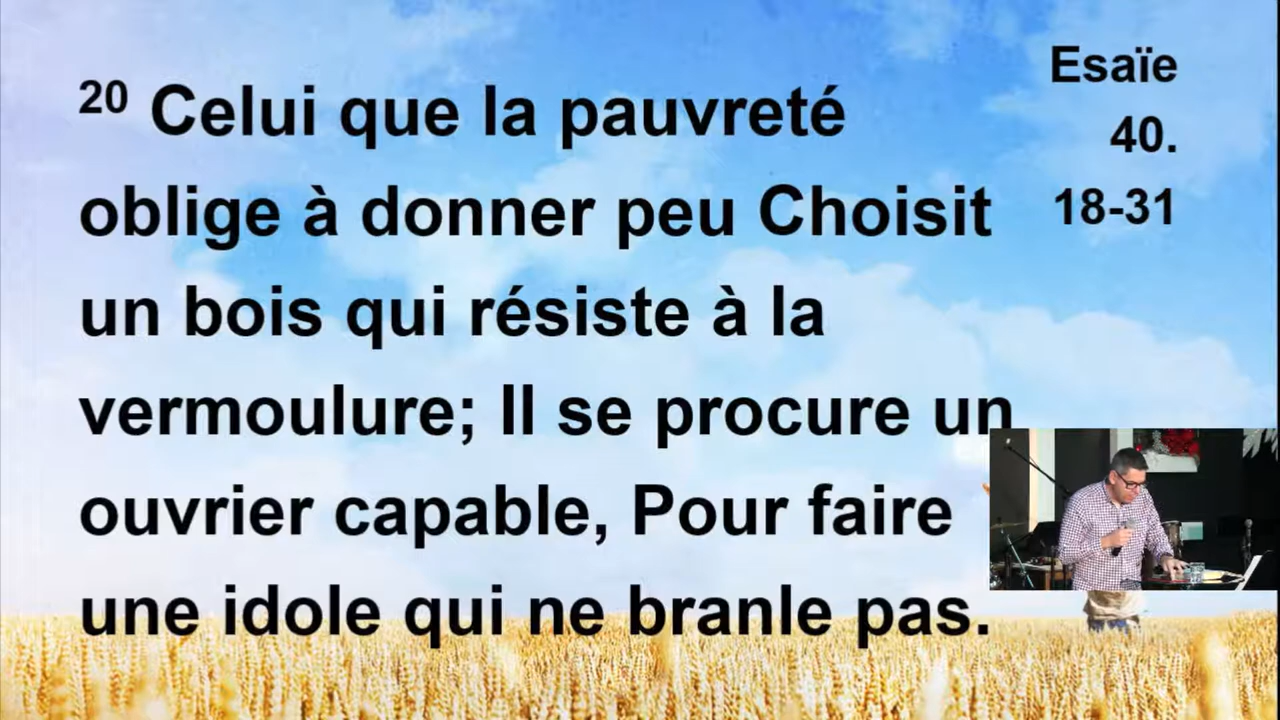 20 Celui que la pauvreté
oblige à donner peu Choisit
un bois qui résiste à la
vermoulure; Il se procure un
ouvrier capable, Pour faire
une idole qui ne branle pas.
Esaïe
40.
18-31